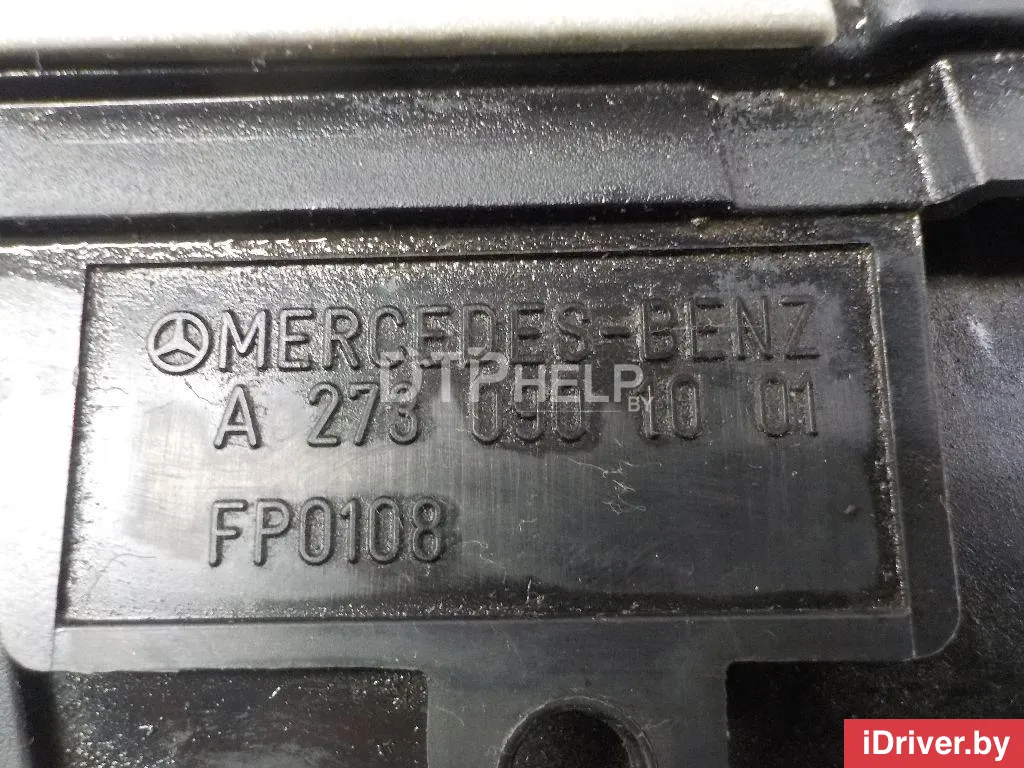 MERCEDES-BENZ
DTPHELP
BY
A 273 090 10 01
FP0108
iDriver.by